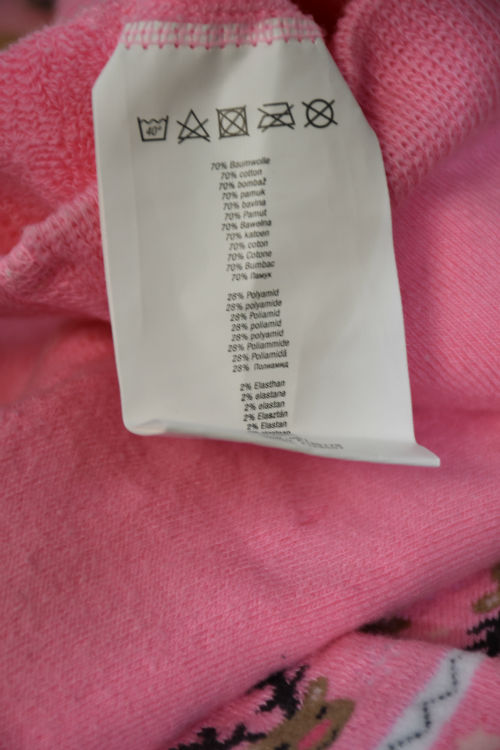 40°
70% Baumwolle
70% cotton
70% bombaž
70% pamuk
70% bavlna
70% Pamut
70% Bawełna
70% katoen
70% coton
70% Cotone
70% Bumbac
70% Памук
28% Polyamid
28% polyamide
28% Poliamid
28% poliamid
28% polyamid
28% Poliammide
28% Poliamidă
28% Полиамид
2% Elasthan
2% elastane
2% elastan
2% Elasztán
2% Elastan